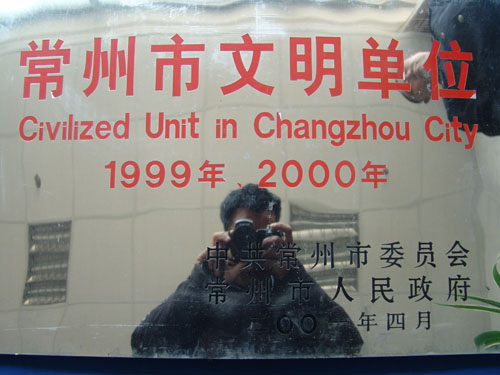 常州市文明单位
Civilized Unit in Changzhou City
1999年、2000年
中共常州市委员会
常州市人民政府
二〇〇一年四月